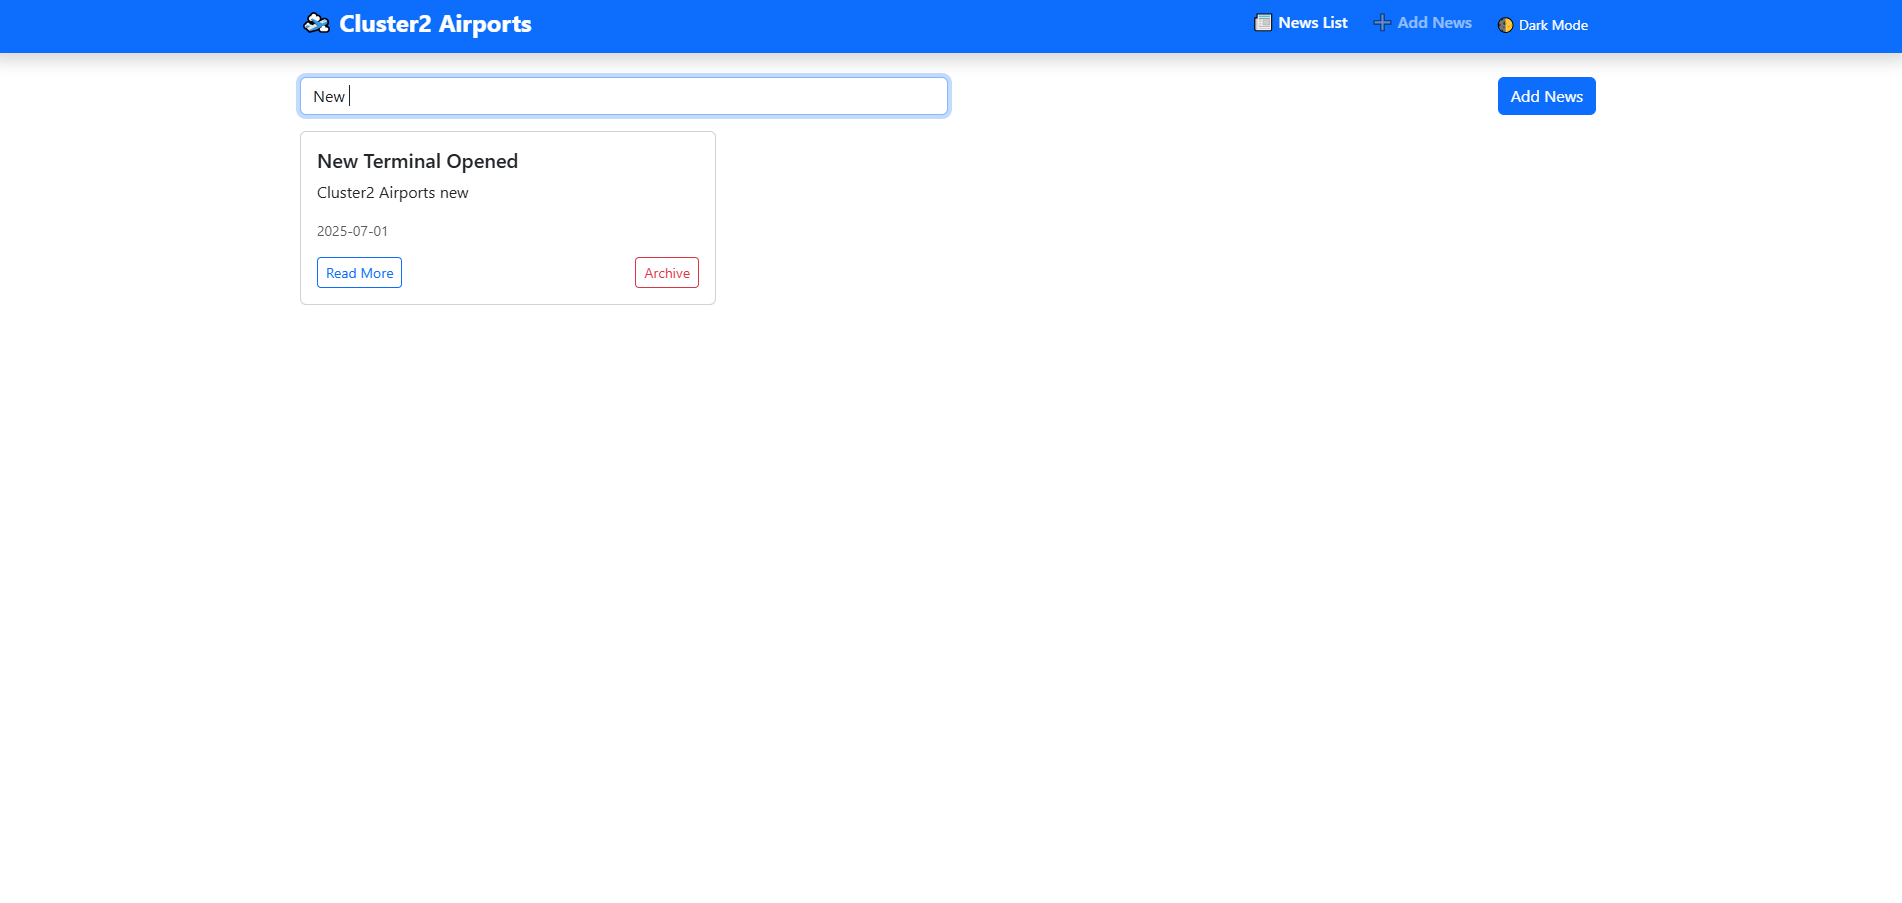 Cluster2 Airports
News List
Add News
Dark Mode
New
Add News
New Terminal Opened
Cluster2 Airports new
2025-07-01
Read More
Archive